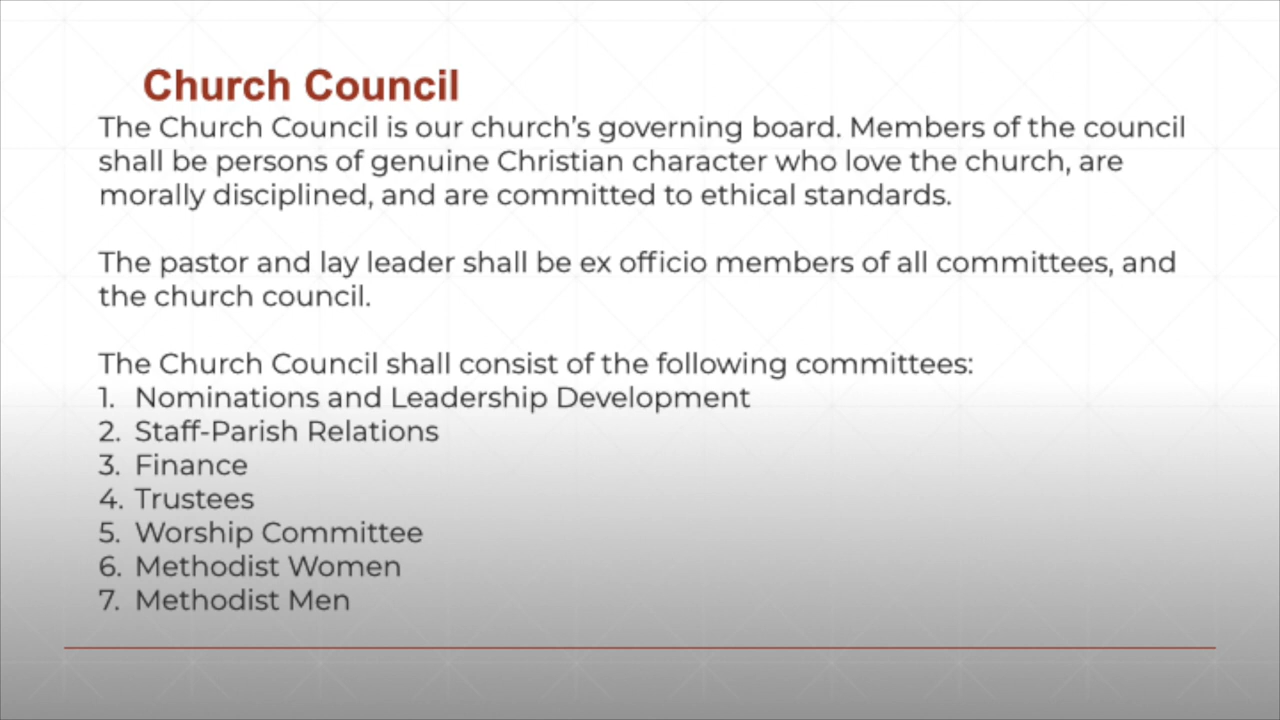 Church Council
The Church Council is our church’s governing board. Members of the council
shall be persons of genuine Christian character who love the church, are
morally disciplined, and are committed to ethical standards.
The pastor and lay leader shall be ex officio members of all committees, and
the church council.
The Church Council shall consist of the following committees:
1. Nominations and Leadership Development
2. Staff-Parish Relations
3. Finance
4. Trustees
5. Worship Committee
6. Methodist Women
7. Methodist Men